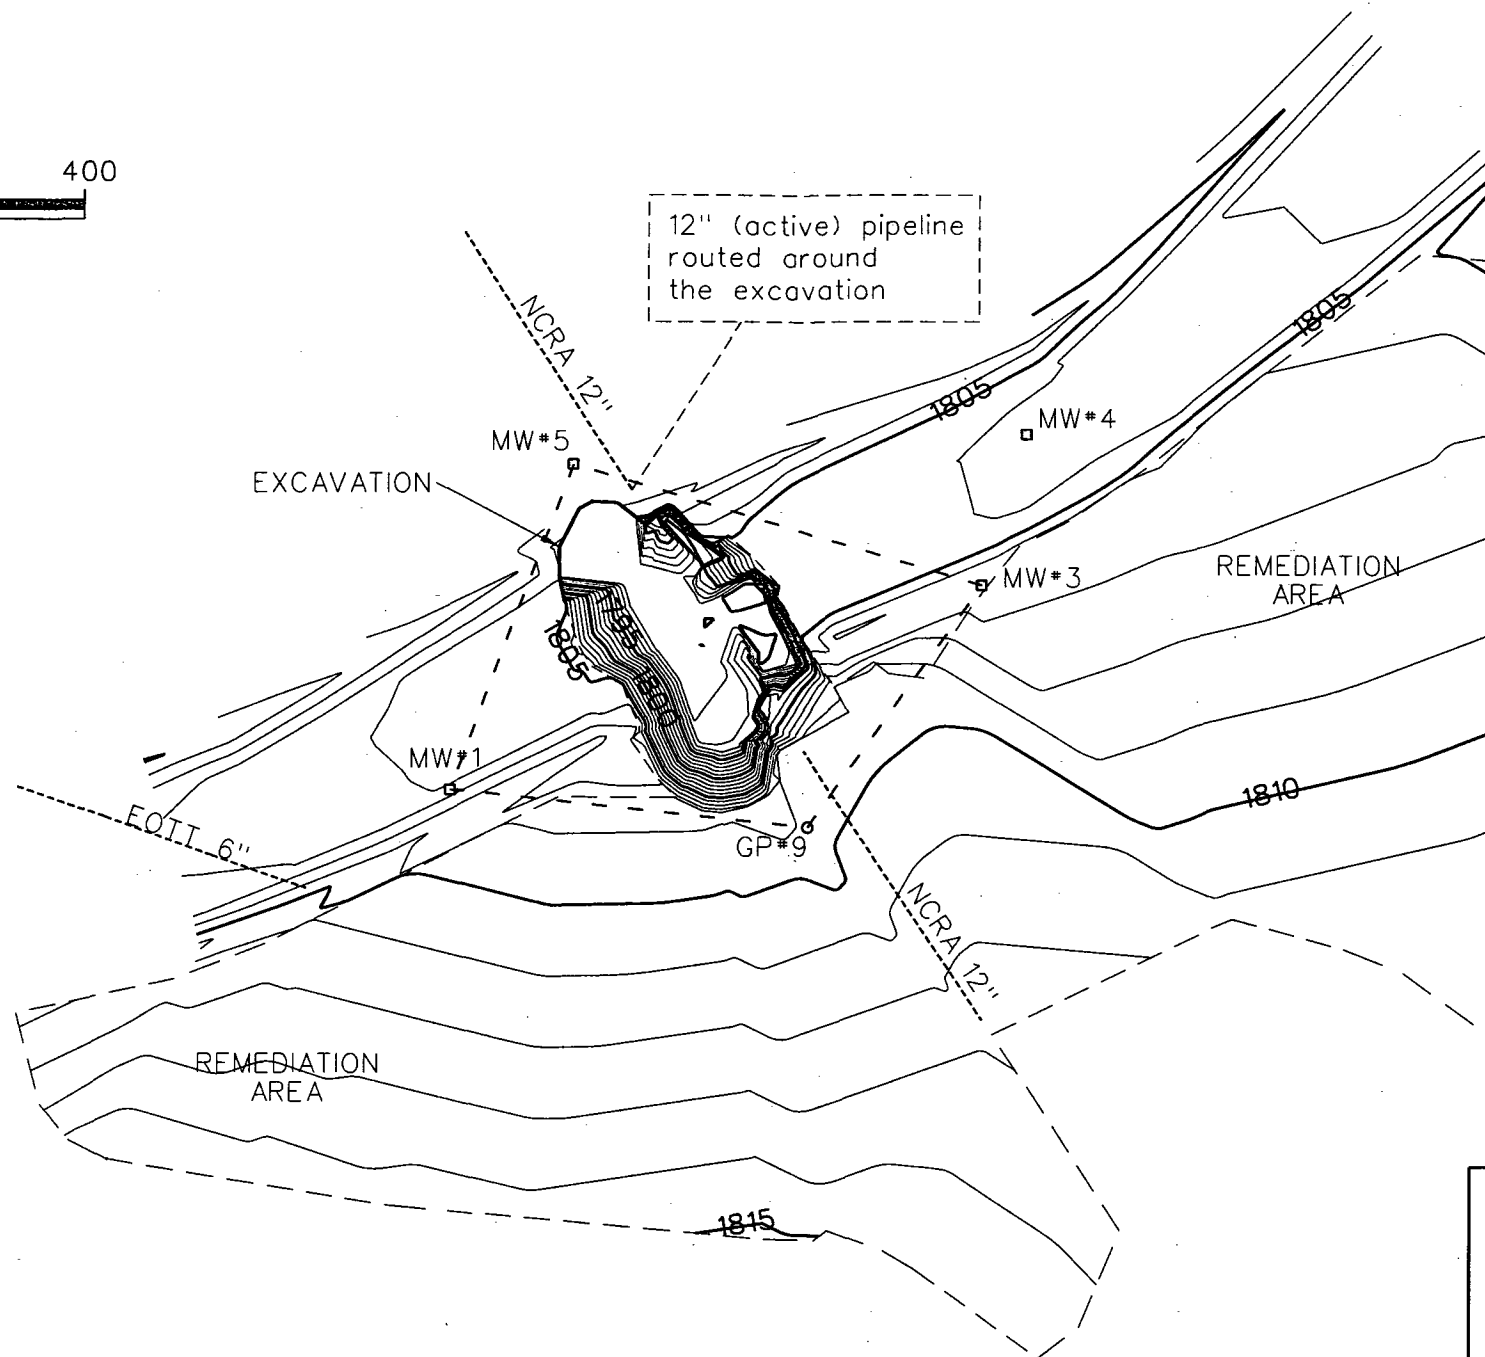 400
12" (active) pipeline
routed around
the excavation
NCRA 12"
1805
1805
MW#4
MW#5
EXCAVATION
MW#3
REMEDIATION
AREA
1795
1800
1805
MW#1
1810
EOTT 6"
GP#9
NCRA 12"
REMEDIATION
AREA
1815